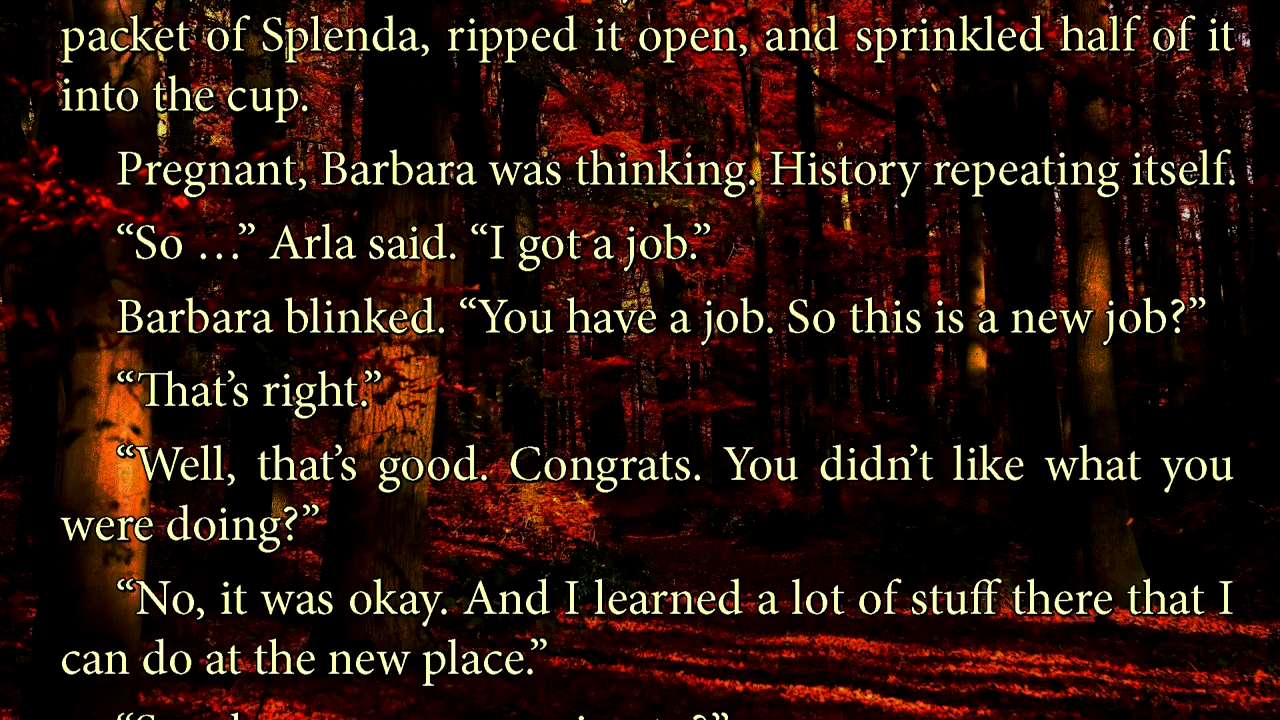 packet of Splenda, ripped it open, and sprinkled half of it
into the cup.
Pregnant, Barbara was thinking. History repeating itself.
“So …” Arla said. “I got a job.”
Barbara blinked. “You have a job. So this is a new job?”
“That’s right.”
“Well, that’s good. Congrats. You didn’t like what you
were doing?”
“No, it was okay. And I learned a lot of stuff there that I
can do at the new place.”